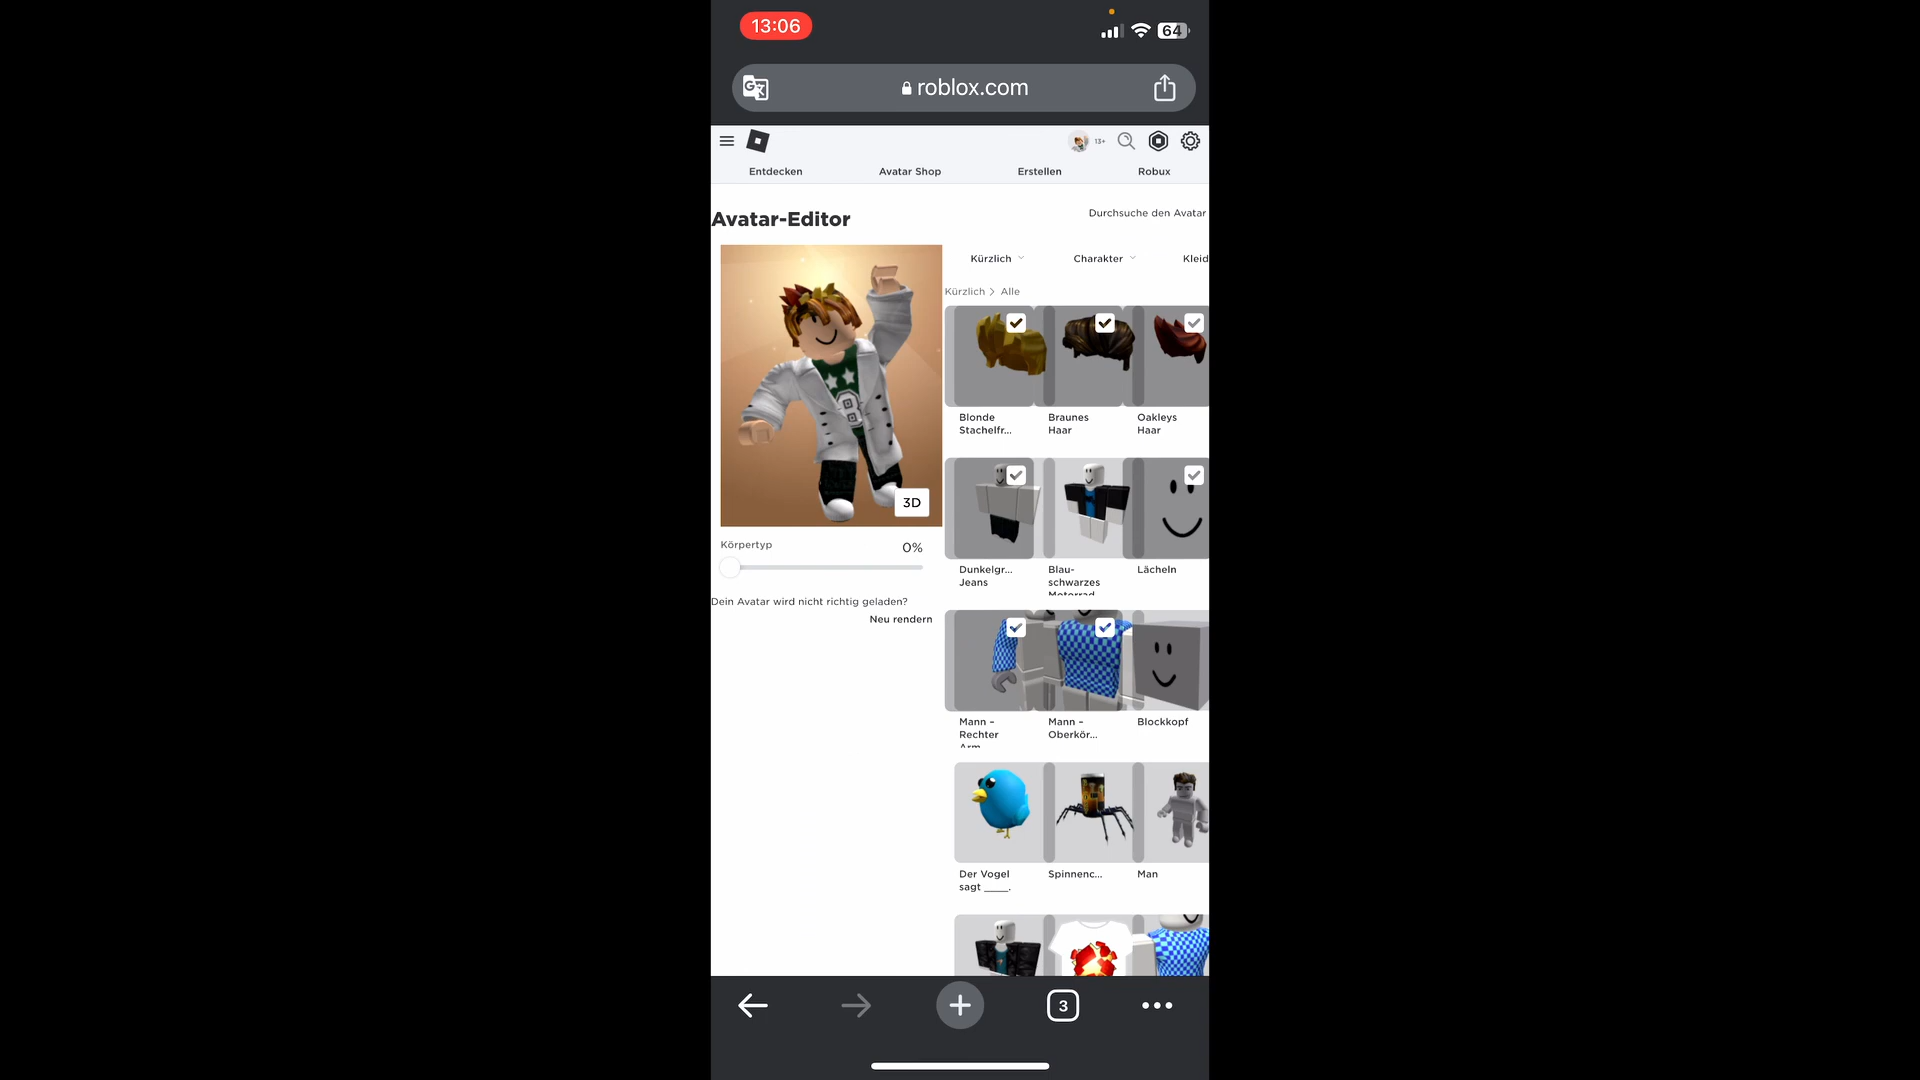 13:06
64
roblox.com
13+
Entdecken
Avatar Shop
Erstellen
Robux
Avatar-Editor
Durchsuche den Avatar
Kürzlich
Charakter
Kleid
Kürzlich > Alle
3D
Körpertyp
0%
Dein Avatar wird nicht richtig geladen?
Neu rendern
Blonde
Stachelfr...
Braunes
Haar
Oakleys
Haar
Dunkelgr...
Jeans
Blau-
schwarzes
Motorrad
Lächeln
Mann –
Rechter
Arm
Mann –
Oberkör...
Blockkopf
Der Vogel
sagt ____.
Spinnenc...
Man
3